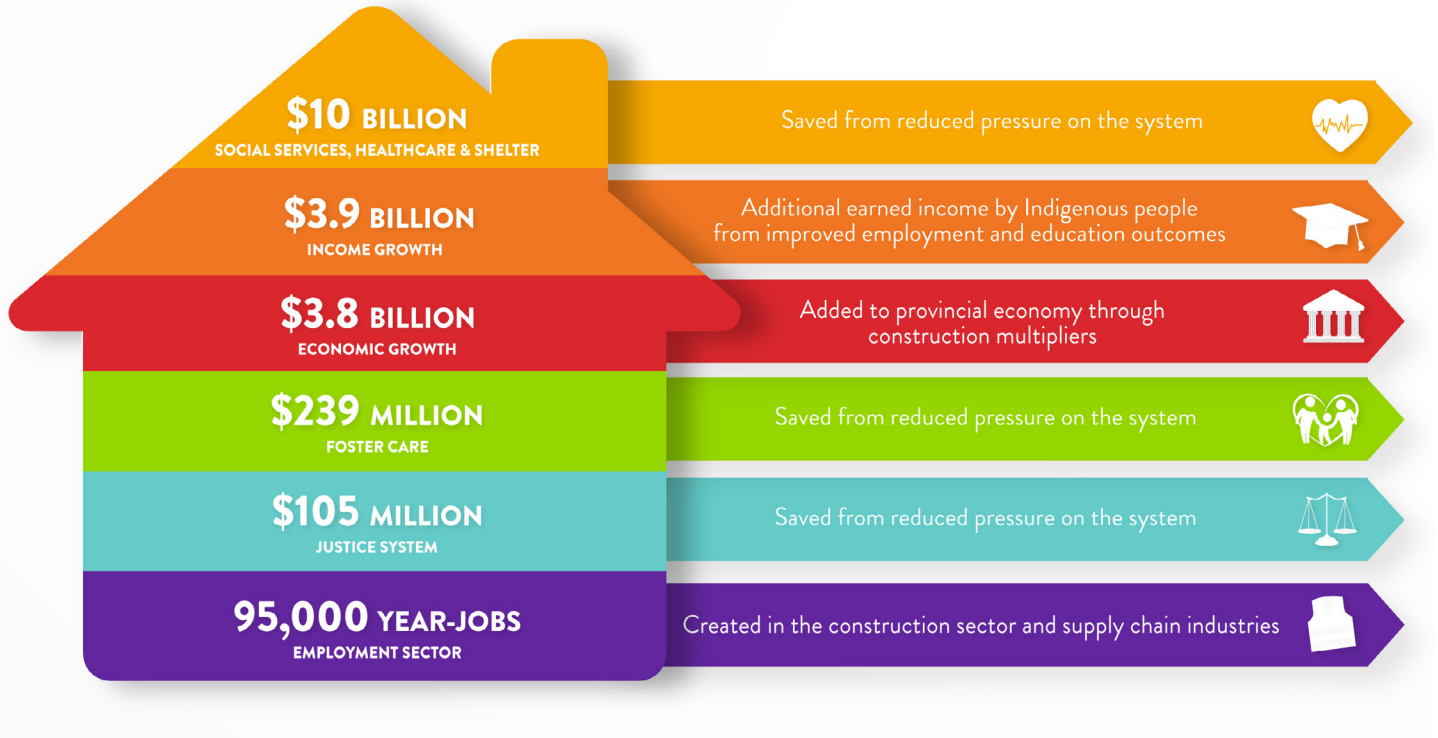 $10 BILLION
SOCIAL SERVICES, HEALTHCARE & SHELTER
Saved from reduced pressure on the system
$3.9 BILLION
INCOME GROWTH
Additional earned income by Indigenous people
from improved employment and education outcomes
$3.8 BILLION
ECONOMIC GROWTH
Added to provincial economy through
construction multipliers
$239 MILLION
FOSTER CARE
Saved from reduced pressure on the system
$105 MILLION
JUSTICE SYSTEM
Saved from reduced pressure on the system
95,000 YEAR-JOBS
EMPLOYMENT SECTOR
Created in the construction sector and supply chain industries